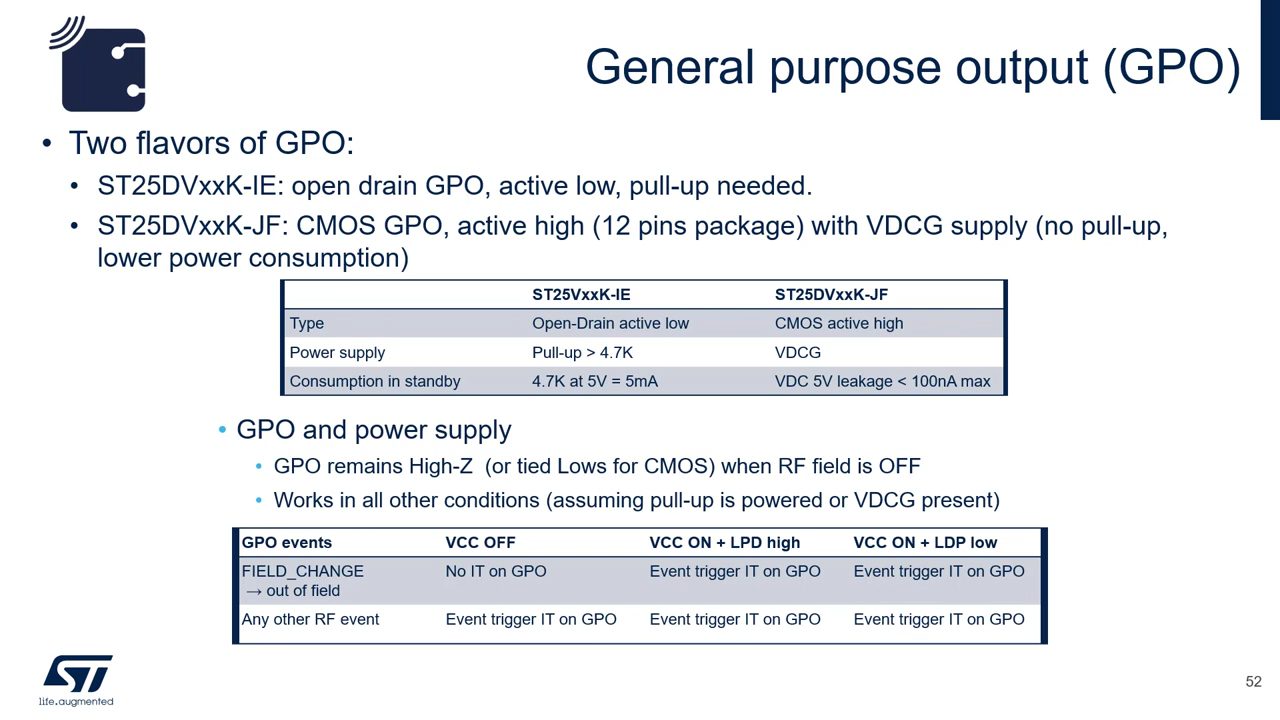 General purpose output (GPO)
• Two flavors of GPO:
• ST25DVxxK-IE: open drain GPO, active low, pull-up needed.
• ST25DVxxK-JF: CMOS GPO, active high (12 pins package) with VDCG supply (no pull-up,
lower power consumption)
ST25VxxK-IE ST25DVxxK-JF
Type Open-Drain active low CMOS active high
Power supply Pull-up > 4.7K VDCG
Consumption in standby 4.7K at 5V = 5mA VDC 5V leakage < 100nA max
• GPO and power supply
• GPO remains High-Z (or tied Lows for CMOS) when RF field is OFF
• Works in all other conditions (assuming pull-up is powered or VDCG present)
GPO events VCC OFF VCC ON + LPD high VCC ON + LDP low
FIELD_CHANGE No IT on GPO Event trigger IT on GPO Event trigger IT on GPO
→ out of field
Any other RF event Event trigger IT on GPO Event trigger IT on GPO Event trigger IT on GPO
ST
life.augmented
52